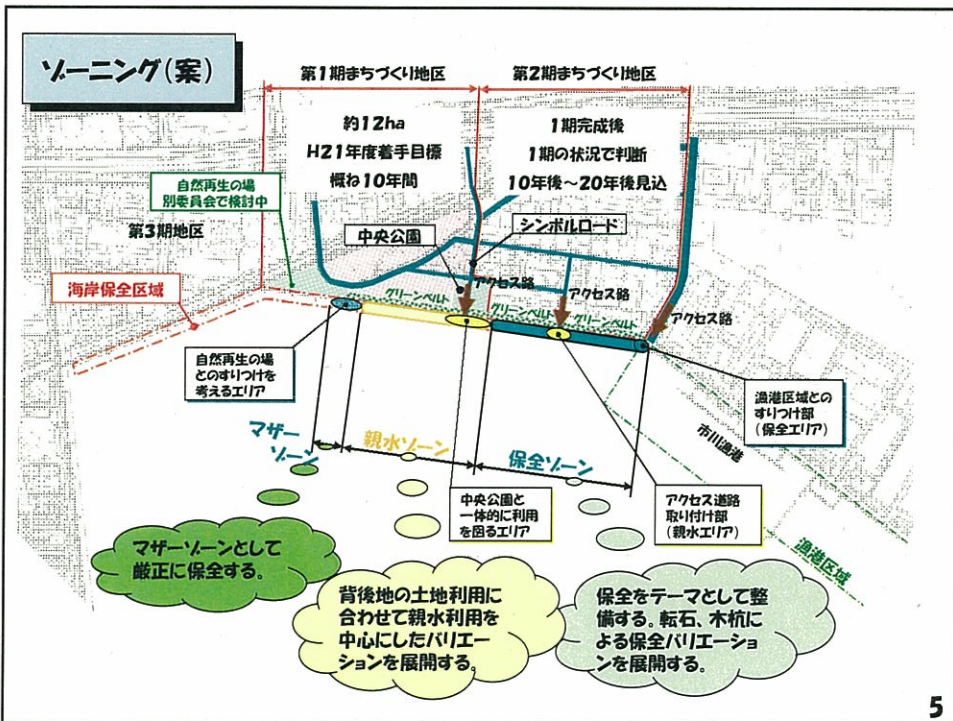 ゾーニング(案)
第1期まちづくり地区
第2期まちづくり地区
約12ha
H21年度着手目標
概ね10年間
1期完成後
1期の状況で判断
10年後~20年後見込
自然再生の場
別委員会で検討中
第3期地区
中央公園
シンボルロード
海岸保全区域
アクセス路
アクセス路
アクセス路
グリーンベルト
グリーンベルト
グリーンベルト
自然再生の場
とのすりつけを
考えるエリア
漁港区域との
すりつけ部
(保全エリア)
市川漁港
マザー
ゾーン
親水ゾーン
保全ゾーン
中央公園と
一体的に利用
を図るエリア
アクセス道路
取り付け部
(親水エリア)
漁港区域
マザーゾーンとして
厳正に保全する。
背後地の土地利用に
合わせて親水利用を
中心にしたバリエー
ションを展開する。
保全をテーマとして整
備する。転石、木杭に
よる保全バリエーショ
ンを展開する。
5